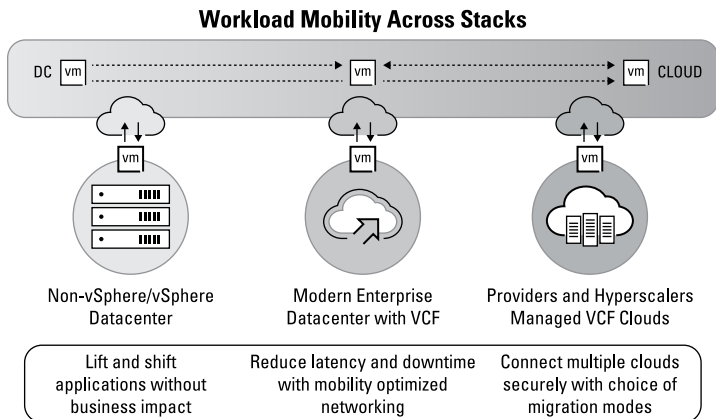 Workload Mobility Across Stacks
DC vm vm vm CLOUD
vm vm vm
Non-vSphere/vSphere
Datacenter
Modern Enterprise
Datacenter with VCF
Providers and Hyperscalers
Managed VCF Clouds
Lift and shift
applications without
business impact
Reduce latency and downtime
with mobility optimized
networking
Connect multiple clouds
securely with choice of
migration modes